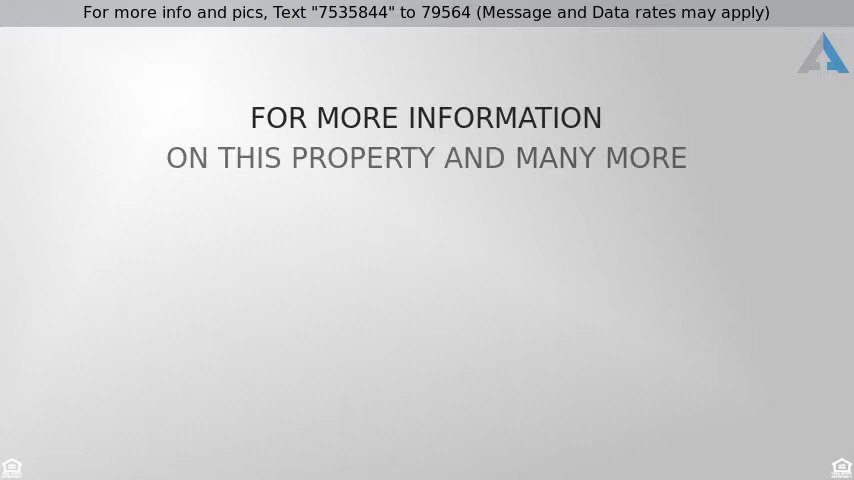 For more info and pics, Text "7535844" to 79564 (Message and Data rates may apply)
FOR MORE INFORMATION
ON THIS PROPERTY AND MANY MORE